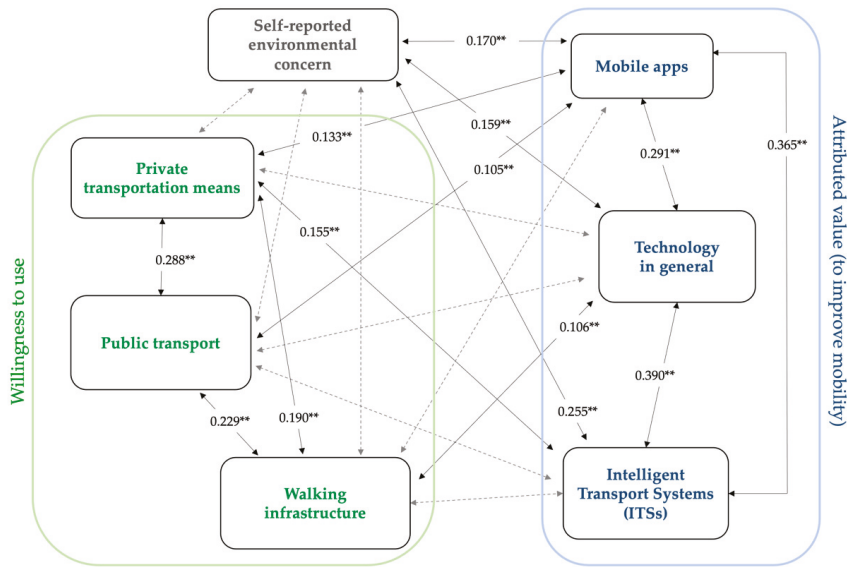 Self-reported
environmental
concern
0.170**
Mobile apps
0.133**
0.159**
0.365**
0.291**
0.105**
Private
transportation means
0.155**
Technology
in general
0.288**
Public transport
0.106**
0.390**
0.229**
0.190**
0.255**
Walking
infrastructure
Intelligent
Transport Systems
(ITSs)
Willingness to use
Attributed value (to improve mobility)